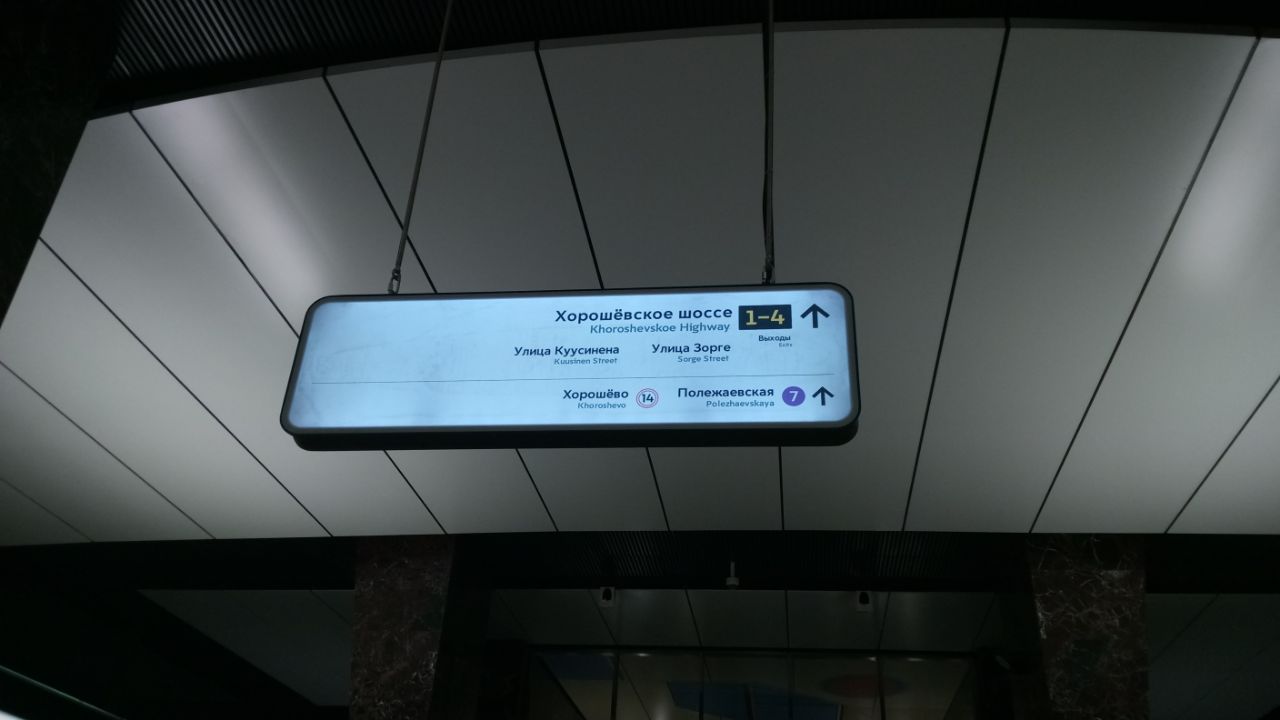 Хорошёвское шоссе 1–4 ↑
Khoroshevskoe Highway
Выходы
Exits
Улица Куусинена Улица Зорге
Kuusinen Street Sorge Street
Хорошёво 14 Полежаевская 7 ↑
Khoroshevo Polezhaevskaya